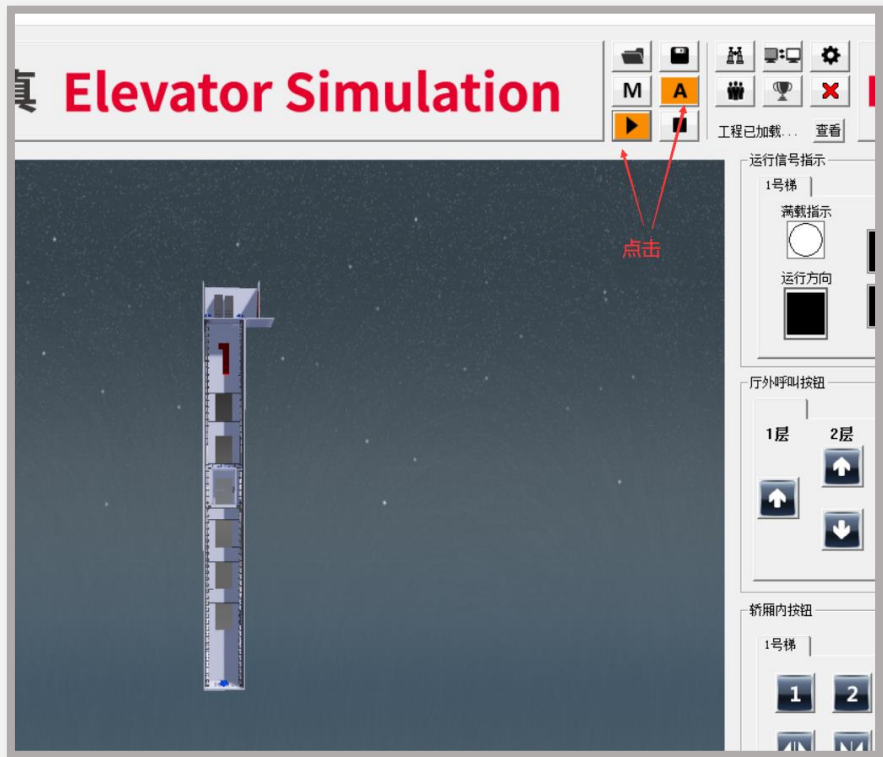 真 Elevator Simulation
M A
工程已加载... 查看
点击
运行信号指示
1号梯
满载指示
运行方向
1
厅外呼叫按钮
1层 2层
轿厢内按钮
1号梯
1 2